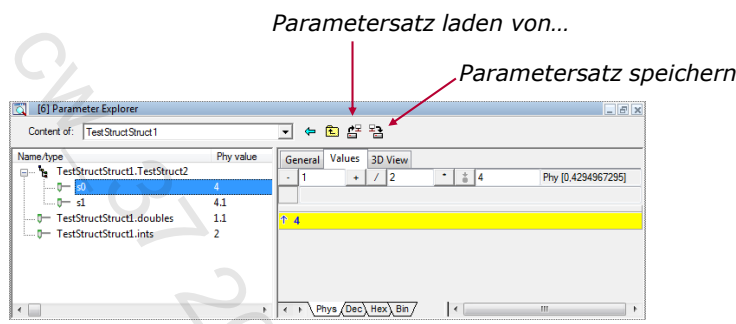 Parametersatz laden von…
Parametersatz speichern
[6] Parameter Explorer
Content of: TestStructStruct1
Name/type Phy value
TestStructStruct1.TestStruct2
s0 4
s1 4.1
TestStructStruct1.doubles 1.1
TestStructStruct1.ints 2
General Values 3D View
- 1 + / 2 * 4 Phy [0,4294967295]
↑ 4
Phys Dec Hex Bin
CW_37 20